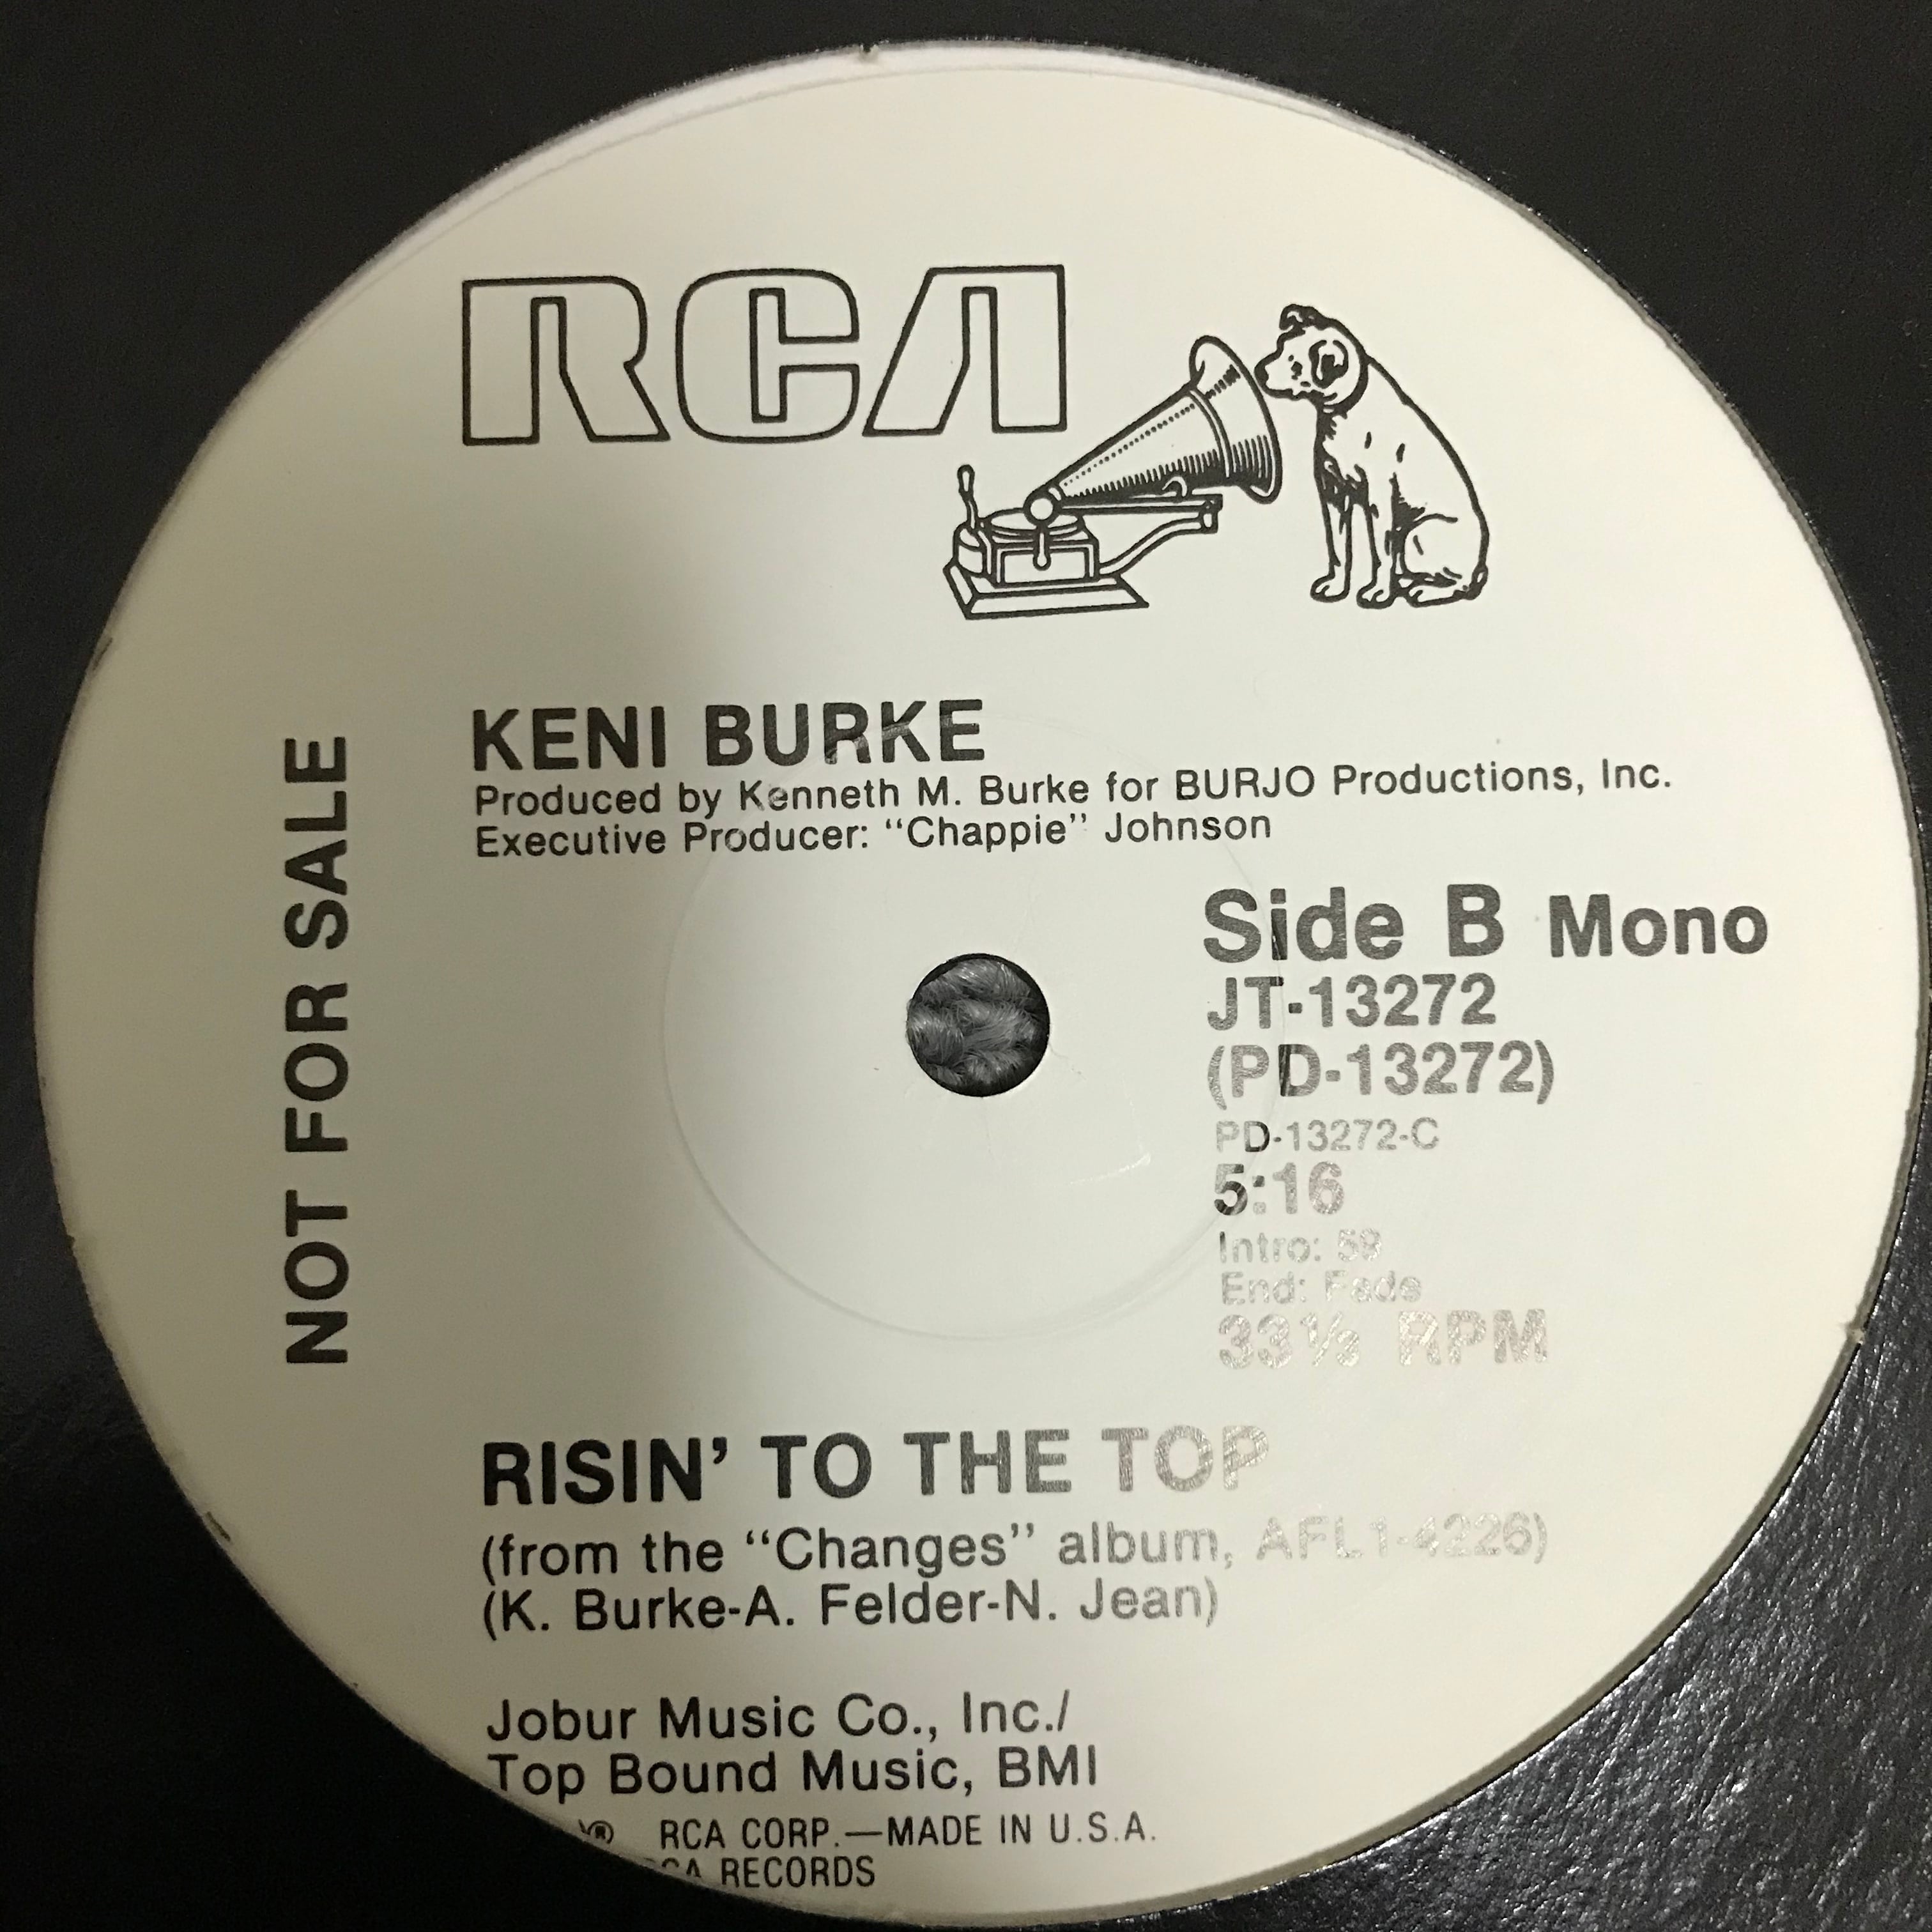 RCA
KENI BURKE
Produced by Kenneth M. Burke for BURJO Productions, Inc.
Executive Producer: “Chappie” Johnson
NOT FOR SALE
Side B Mono
JT-13272
(PD-13272)
PD-13272-C
5:16
Intro: 59
End: Fade
33⅓ RPM
RISIN’ TO THE TOP
(from the “Changes” album, AFL1-4226)
(K. Burke-A. Felder-N. Jean)
Jobur Music Co., Inc./
Top Bound Music, BMI
® RCA CORP.—MADE IN U.S.A.
RECORDS